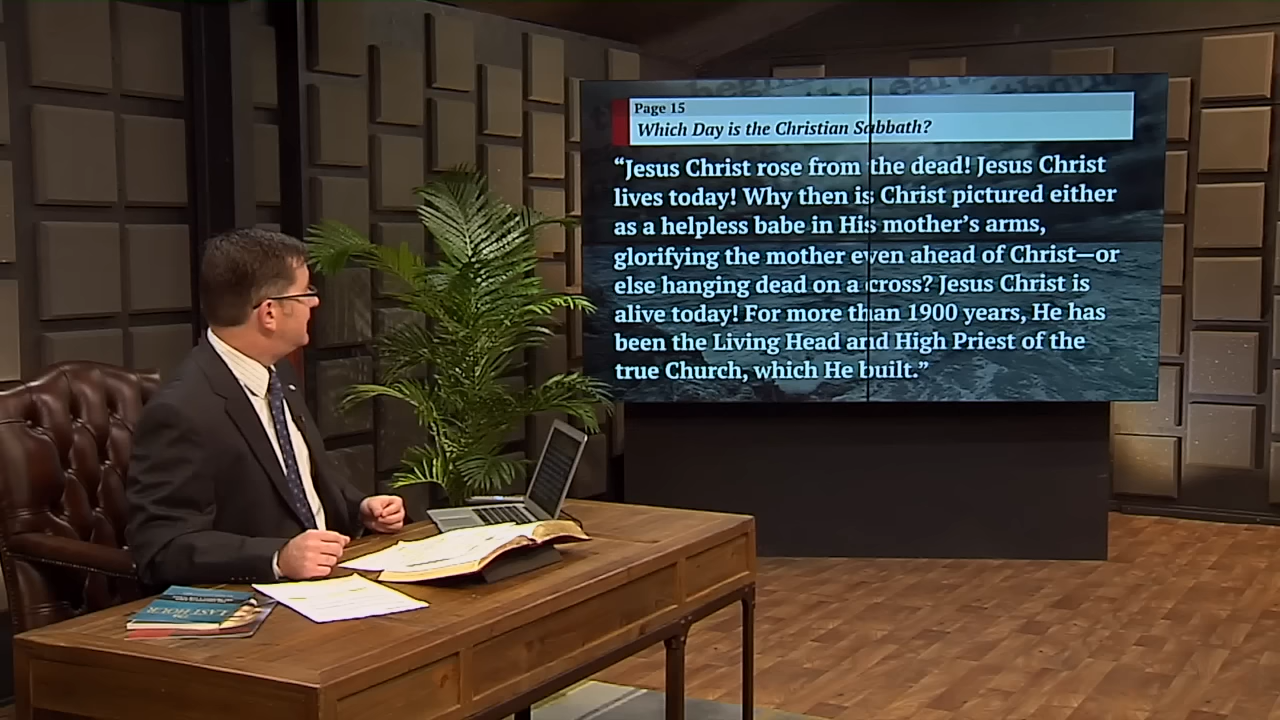 Page 15
Which Day is the Christian Sabbath?
“Jesus Christ rose from the dead! Jesus Christ
lives today! Why then is Christ pictured either
as a helpless babe in His mother’s arms,
glorifying the mother even ahead of Christ—or
else hanging dead on a cross? Jesus Christ is
alive today! For more than 1900 years, He has
been the Living Head and High Priest of the
true Church, which He built.”
LAST HOUR